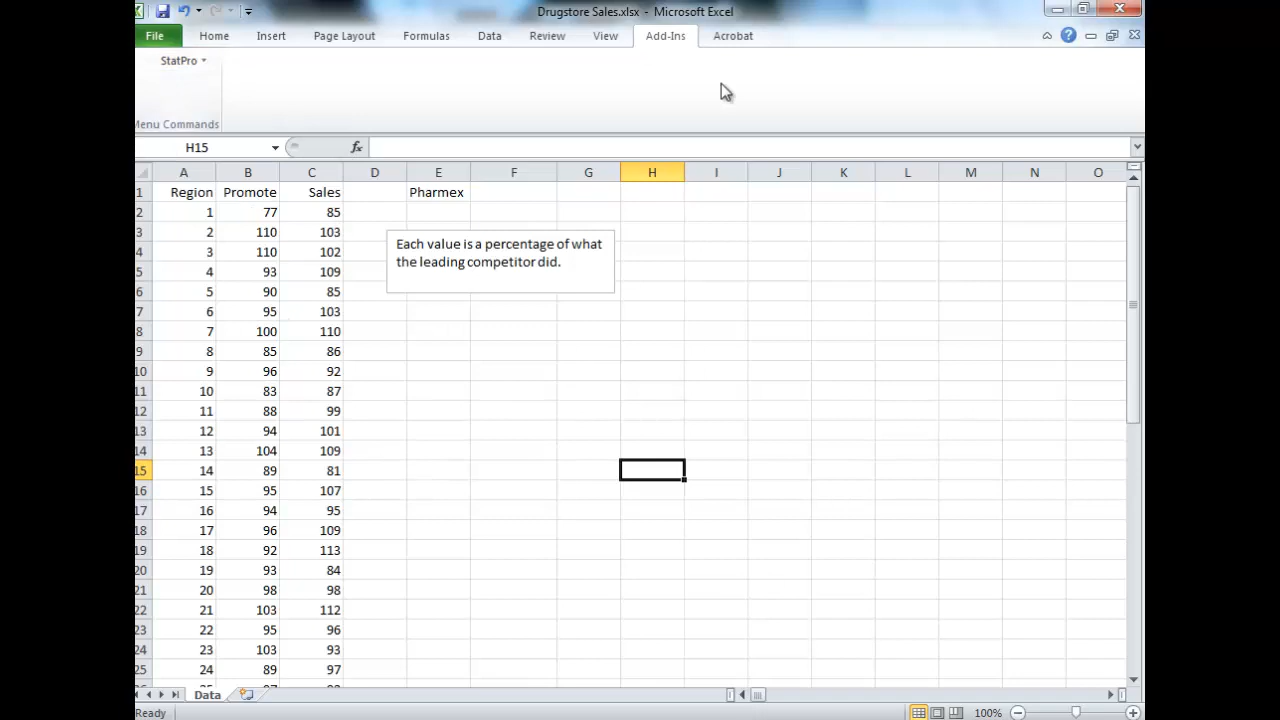 Drugstore Sales.xlsx - Microsoft Excel
File Home Insert Page Layout Formulas Data Review View Add-Ins Acrobat
StatPro
Menu Commands
H15 fx
A B C D E F G H I J K L M N O
1 Region Promote Sales Pharmex
2 1 77 85
3 2 110 103
Each value is a percentage of what
4 3 110 102
the leading competitor did.
5 4 93 109
6 5 90 85
7 6 95 103
8 7 100 110
9 8 85 86
10 9 96 92
11 10 83 87
12 11 88 99
13 12 94 101
14 13 104 109
15 14 89 81
16 15 95 107
17 16 94 95
18 17 96 109
19 18 92 113
20 19 93 84
21 20 98 98
22 21 103 112
23 22 95 96
24 23 103 93
25 24 89 97
Data
Ready 100%